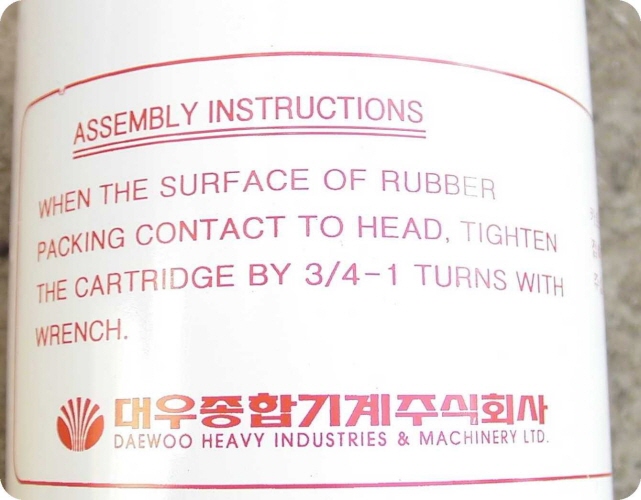 ASSEMBLY INSTRUCTIONS
WHEN THE SURFACE OF RUBBER
PACKING CONTACT TO HEAD, TIGHTEN
THE CARTRIDGE BY 3/4-1 TURNS WITH
WRENCH.
대우종합기계주식회사
DAEWOO HEAVY INDUSTRIES & MACHINERY LTD.